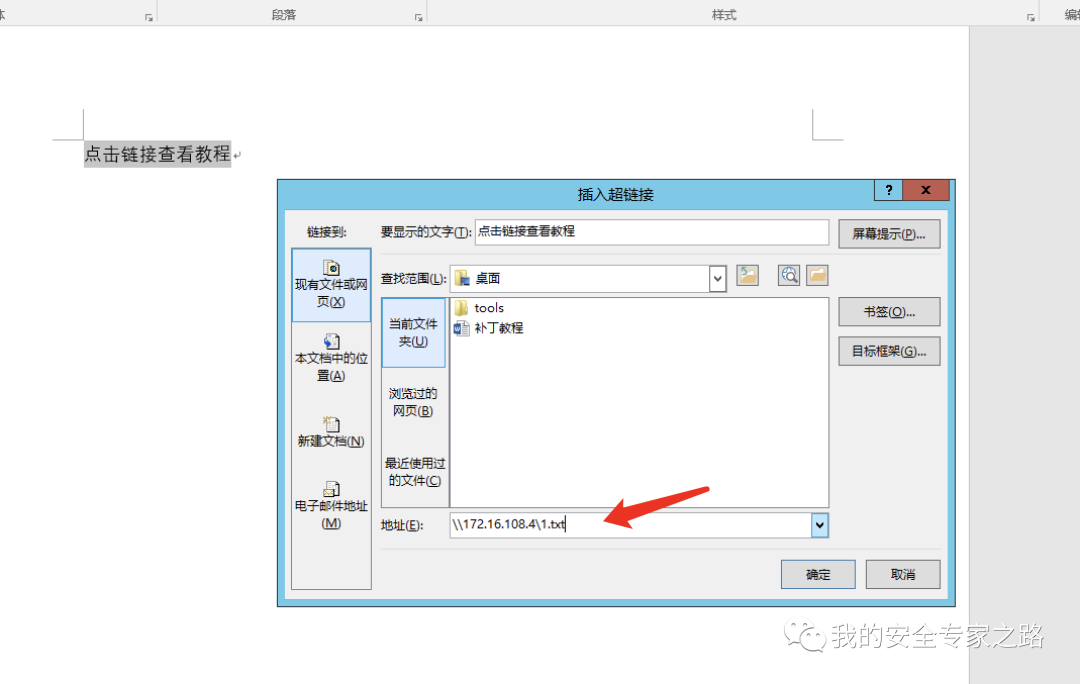 段落
样式
点击链接查看教程
插入超链接
?
x
链接到:
要显示的文字(T):
点击链接查看教程
屏幕提示(P)...
现有文件或网
页(X)
查找范围(L):
桌面
当前文件
夹(U)
tools
补丁教程
书签(O)...
目标框架(G)...
本文档中的位
置(A)
浏览过的
网页(B)
新建文档(N)
最近使用过
的文件(C)
电子邮件地址
(M)
地址(E):
\\172.16.108.4\1.txt
确定
取消
我的安全专家之路